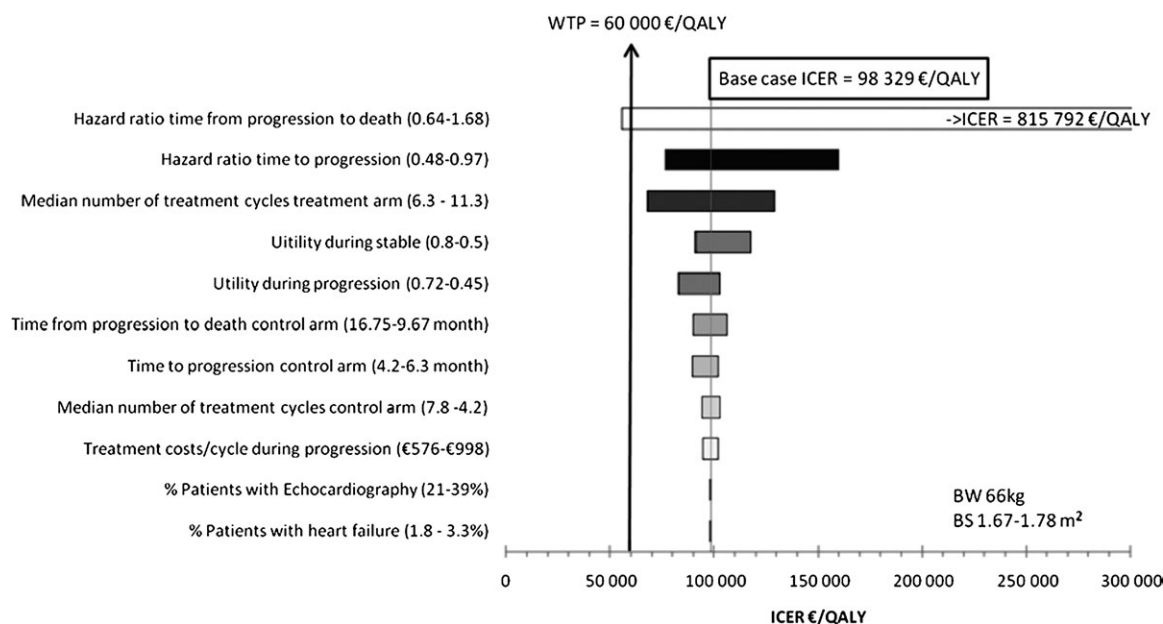 WTP = 60 000 €/QALY
Base case ICER = 98 329 €/QALY
Hazard ratio time from progression to death (0.64-1.68)
->ICER = 815 792 €/QALY
Hazard ratio time to progression (0.48-0.97)
Median number of treatment cycles treatment arm (6.3 - 11.3)
Uitility during stable (0.8-0.5)
Utility during progression (0.72-0.45)
Time from progression to death control arm (16.75-9.67 month)
Time to progression control arm (4.2-6.3 month)
Median number of treatment cycles control arm (7.8 -4.2)
Treatment costs/cycle during progression (€576-€998)
% Patients with Echocardiography (21-39%)
% Patients with heart failure (1.8 - 3.3%)
BW 66kg
BS 1.67-1.78 m²
0 50 000 100 000 150 000 200 000 250 000 300 000
ICER €/QALY